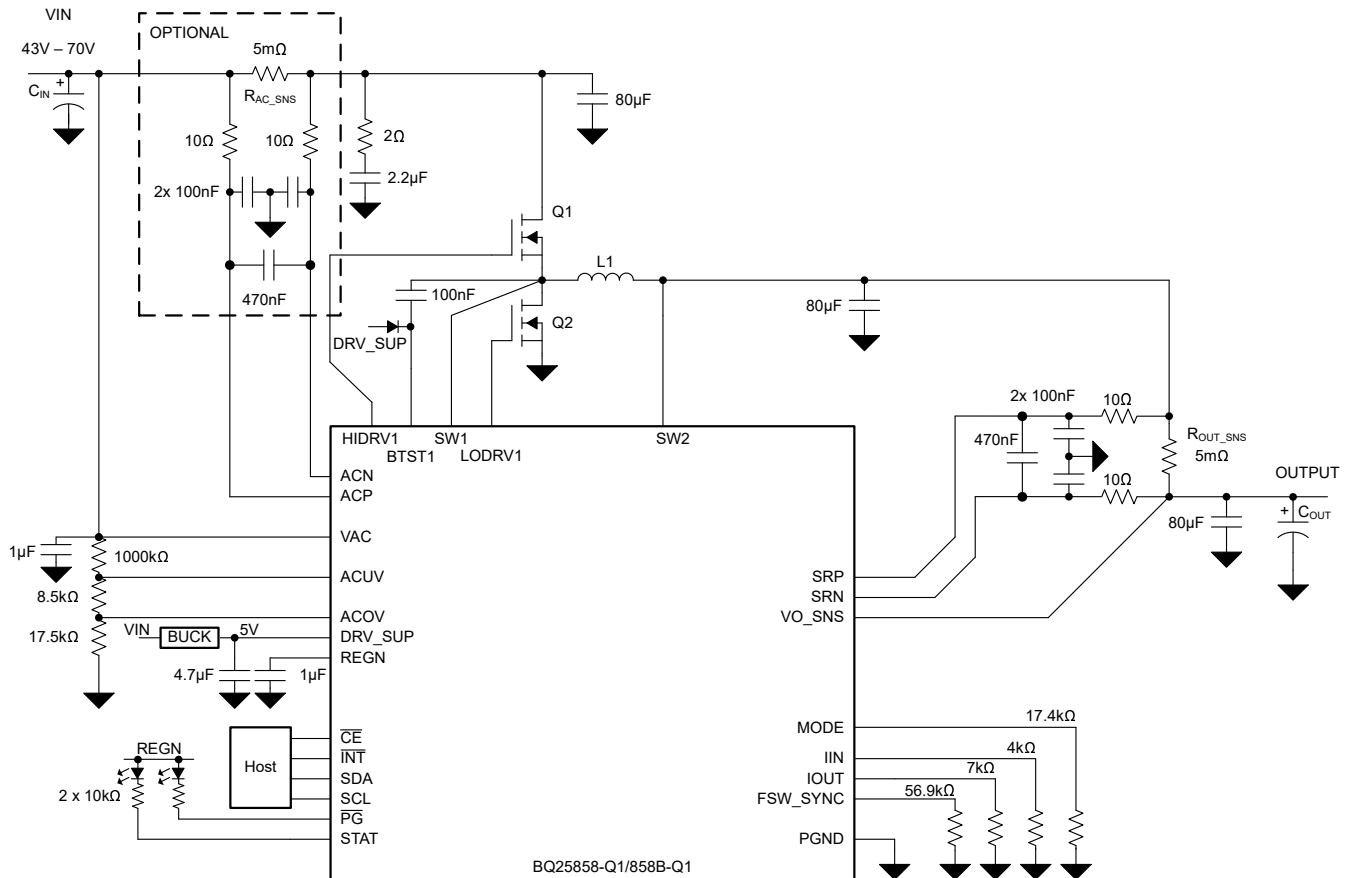 VIN
43V – 70V
OPTIONAL
5mΩ
R_AC_SNS
C_IN
+
80µF
10Ω
10Ω
2Ω
2x 100nF
2.2µF
Q1
L1
470nF
100nF
80µF
DRV_SUP
Q2
HIDRV1
BTST1
SW1
LODRV1
SW2
2x 100nF
10Ω
470nF
R_OUT_SNS
5mΩ
10Ω
OUTPUT
80µF
+
C_OUT
ACN
ACP
VAC
1µF
1000kΩ
ACUV
8.5kΩ
ACOV
17.5kΩ
VIN
BUCK
5V
DRV_SUP
REGN
4.7µF
1µF
SRP
SRN
VO_SNS
Host
CE
INT
SDA
SCL
PG
STAT
REGN
2 x 10kΩ
MODE
17.4kΩ
IIN
4kΩ
IOUT
7kΩ
FSW_SYNC
56.9kΩ
PGND
BQ25858-Q1/858B-Q1